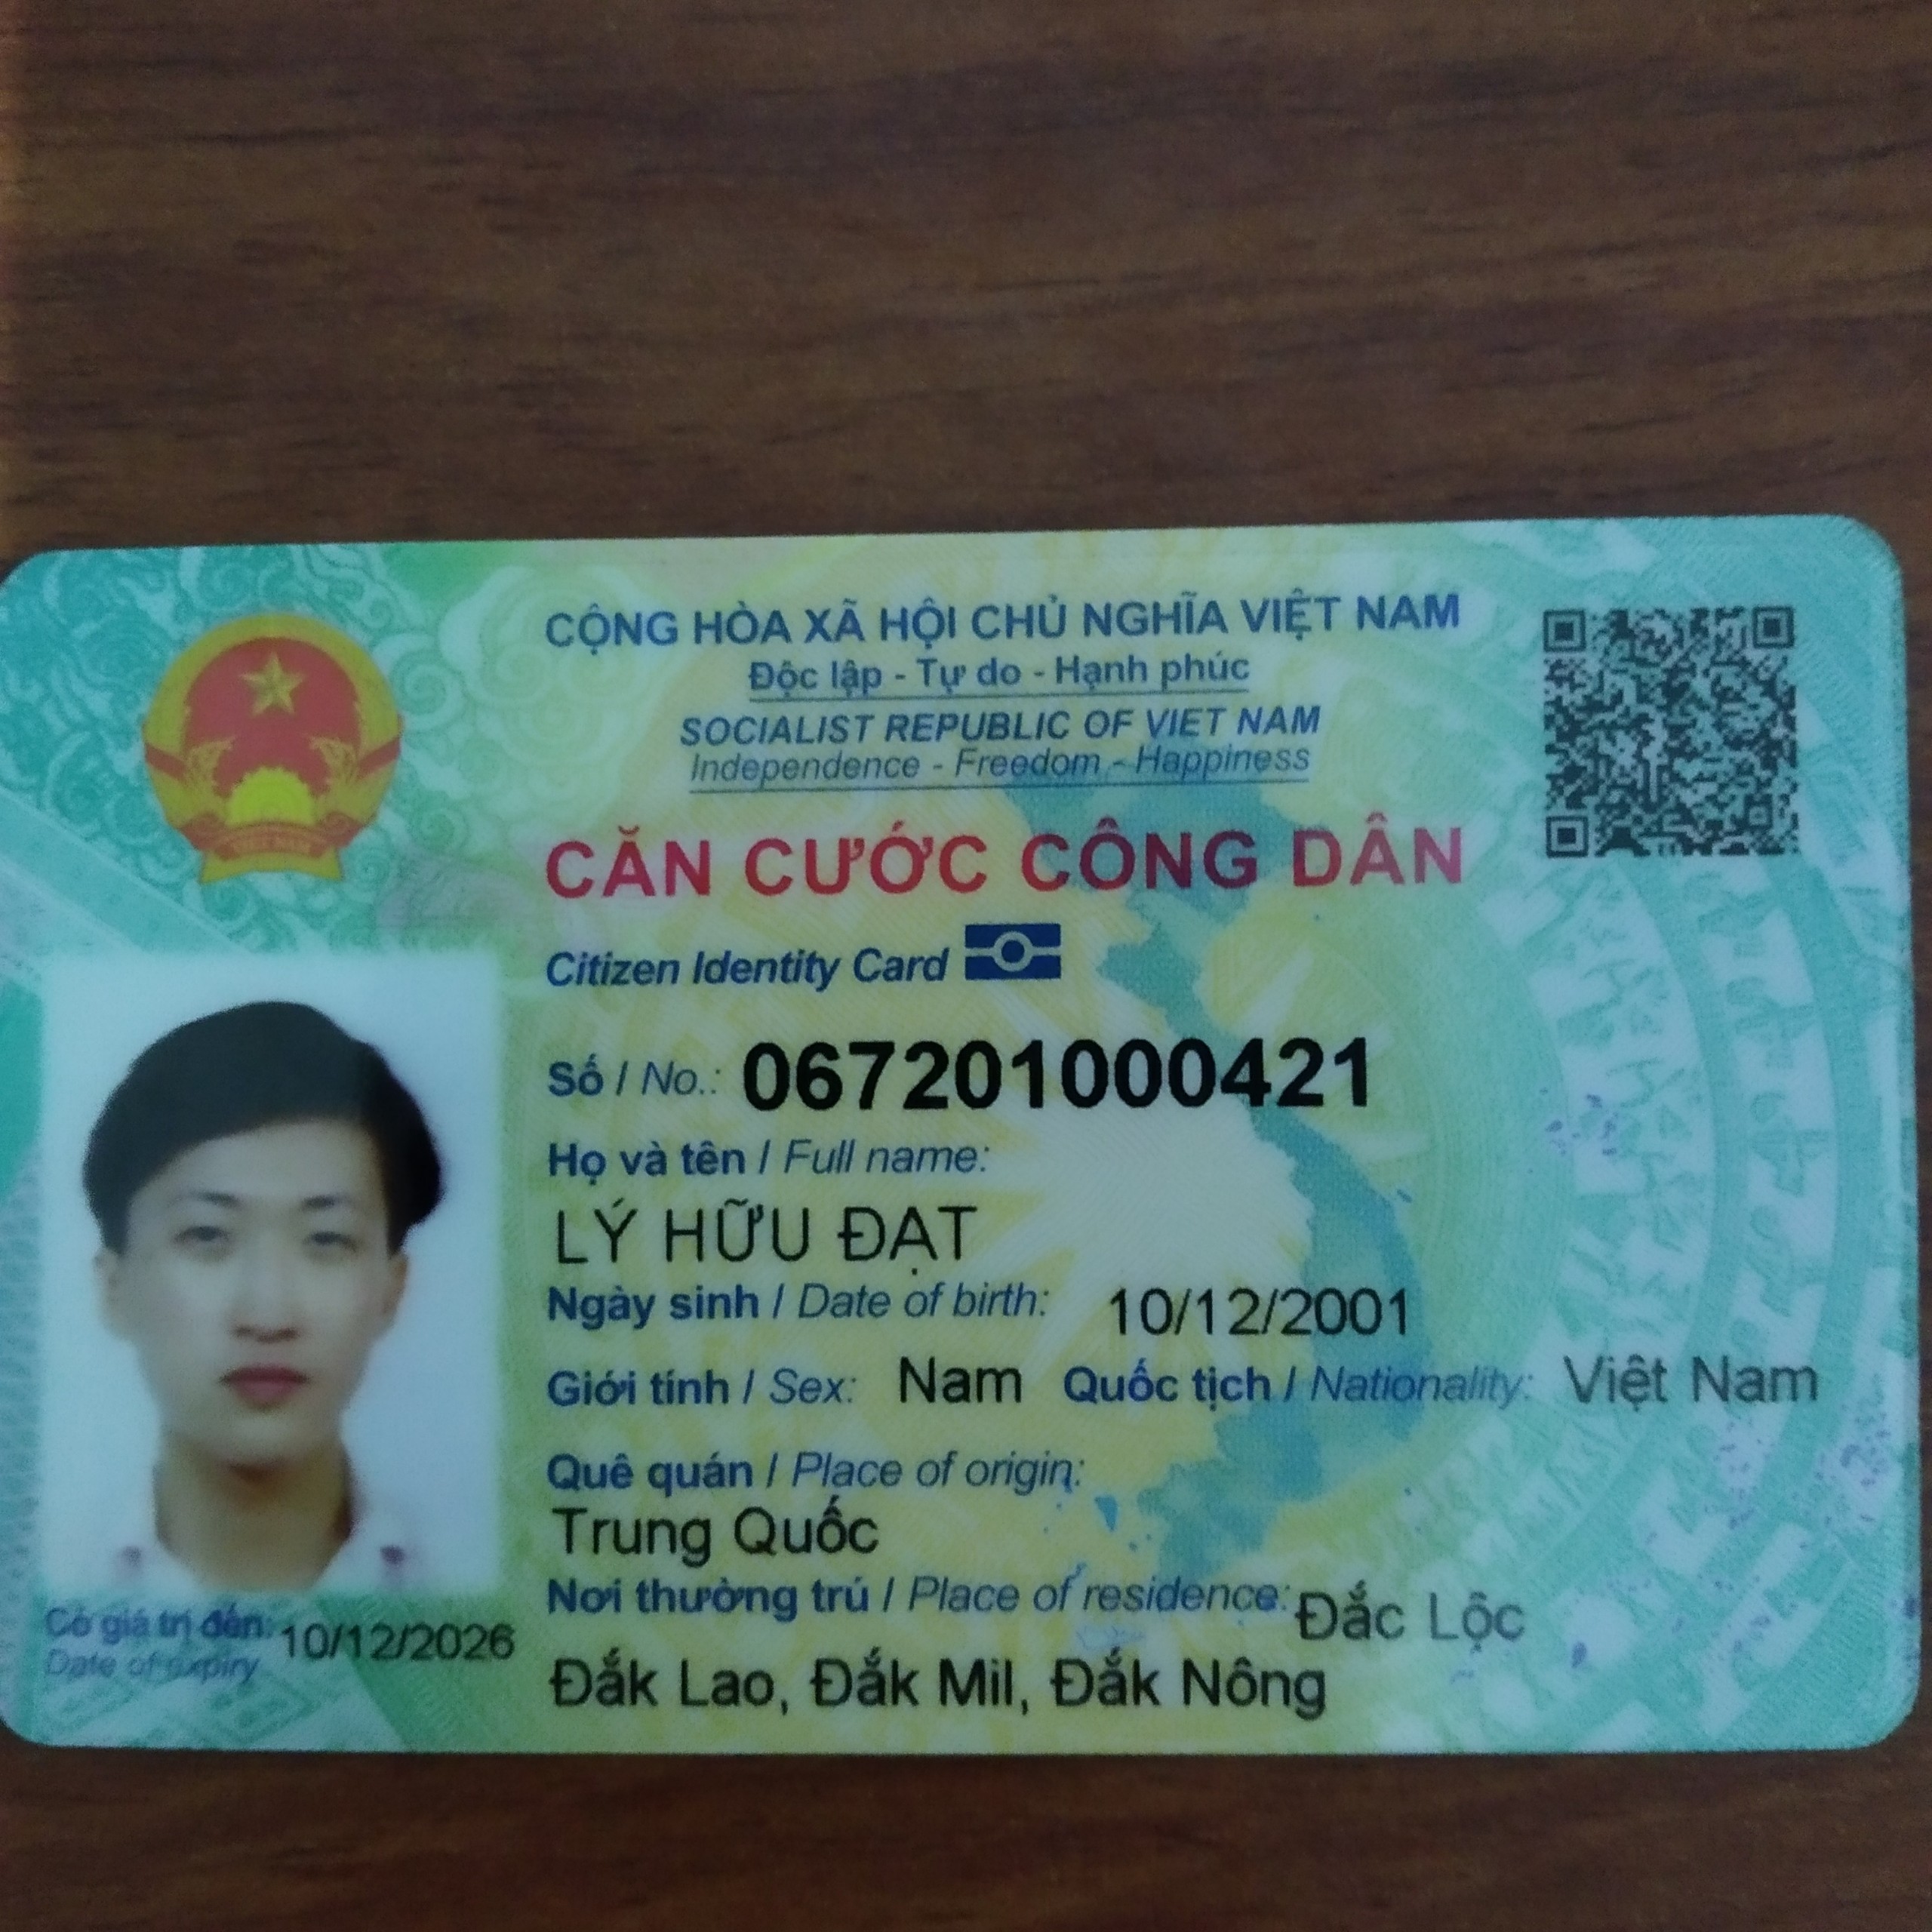 CỘNG HÒA XÃ HỘI CHỦ NGHĨA VIỆT NAM
Độc lập - Tự do - Hạnh phúc
SOCIALIST REPUBLIC OF VIET NAM
Independence - Freedom - Happiness
CĂN CƯỚC CÔNG DÂN
Citizen Identity Card
Số / No.: 067201000421
Họ và tên / Full name:
LÝ HỮU ĐẠT
Ngày sinh / Date of birth: 10/12/2001
Giới tính / Sex: Nam Quốc tịch / Nationality: Việt Nam
Quê quán / Place of origin:
Trung Quốc
Nơi thường trú / Place of residence: Đắc Lộc
Đắk Lao, Đắk Mil, Đắk Nông
Có giá trị đến: 10/12/2026
Date of expiry
VIỆT NAM